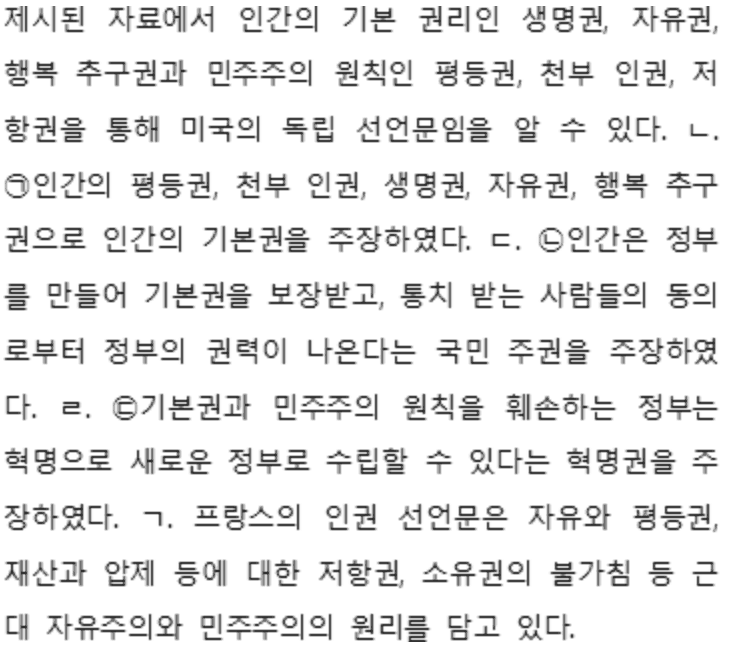 제시된 자료에서 인간의 기본 권리인 생명권, 자유권,
행복 추구권과 민주주의 원칙인 평등권, 천부 인권, 저
항권을 통해 미국의 독립 선언문임을 알 수 있다. ㄴ.
㉠인간의 평등권, 천부 인권, 생명권, 자유권, 행복 추구
권으로 인간의 기본권을 주장하였다. ㄷ. ㉡인간은 정부
를 만들어 기본권을 보장받고, 통치 받는 사람들의 동의
로부터 정부의 권력이 나온다는 국민 주권을 주장하였
다. ㄹ. ㉢기본권과 민주주의 원칙을 훼손하는 정부는
혁명으로 새로운 정부로 수립할 수 있다는 혁명권을 주
장하였다. ㄱ. 프랑스의 인권 선언문은 자유와 평등권,
재산과 압제 등에 대한 저항권, 소유권의 불가침 등 근
대 자유주의와 민주주의의 원리를 담고 있다.